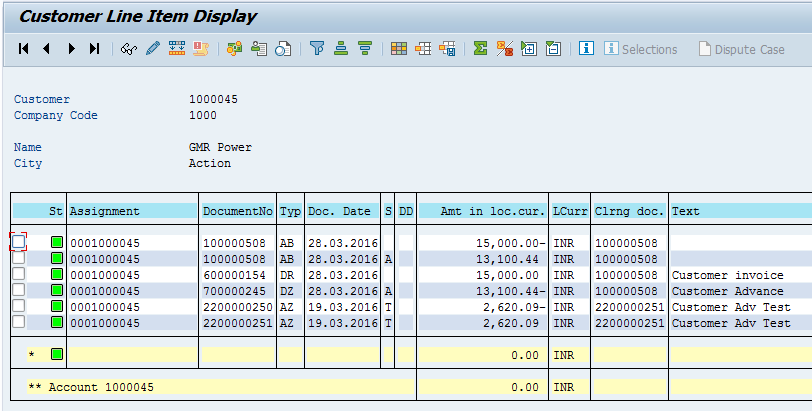 Customer Line Item Display
Selections Dispute Case
Customer 1000045
Company Code 1000
Name GMR Power
City Action
St Assignment DocumentNo Typ Doc. Date S DD Amt in loc.cur. LCurr Clrng doc. Text
0001000045 100000508 AB 28.03.2016 15,000.00- INR 100000508
0001000045 100000508 AB 28.03.2016 A 13,100.44 INR 100000508
0001000045 600000154 DR 28.03.2016 15,000.00 INR 100000508 Customer invoice
0001000045 700000245 DZ 28.03.2016 A 13,100.44- INR 100000508 Customer Advance
0001000045 2200000250 AZ 19.03.2016 T 2,620.09- INR 2200000251 Customer Adv Test
0001000045 2200000251 AZ 19.03.2016 T 2,620.09 INR 2200000251 Customer Adv Test
* 0.00 INR
** Account 1000045 0.00 INR